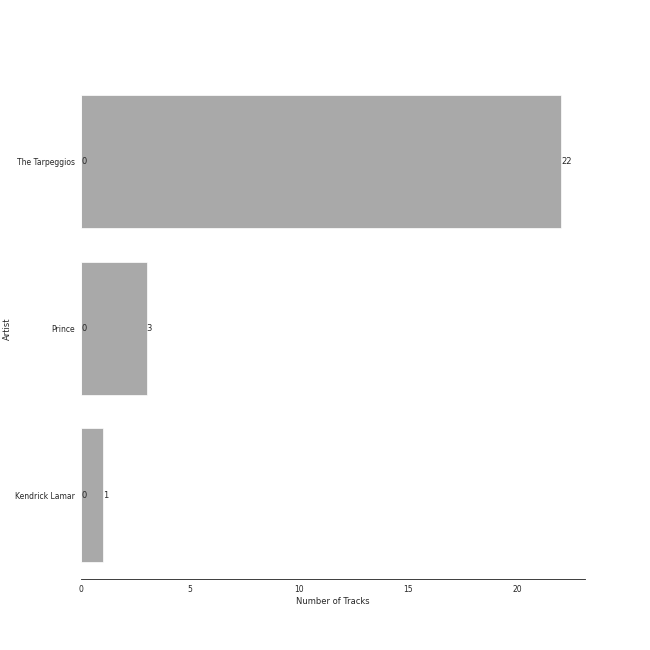 The Tarpeggios 0 22
Artist
Prince 0 3
Kendrick Lamar 0 1
0 5 10 15 20
Number of Tracks